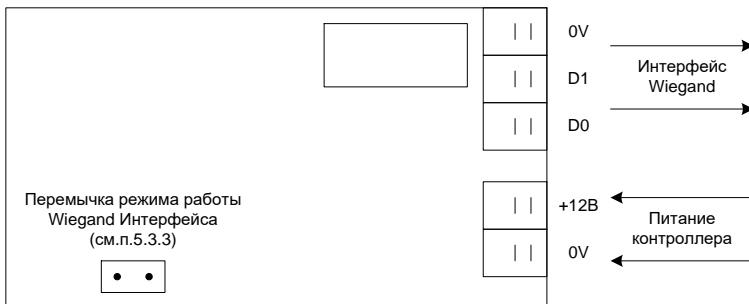 0V
D1
D0
Интерфейс
Wiegand
+12В
0V
Питание
контроллера
Перемычка режима работы
Wiegand Интерфейса
(см.п.5.3.3)